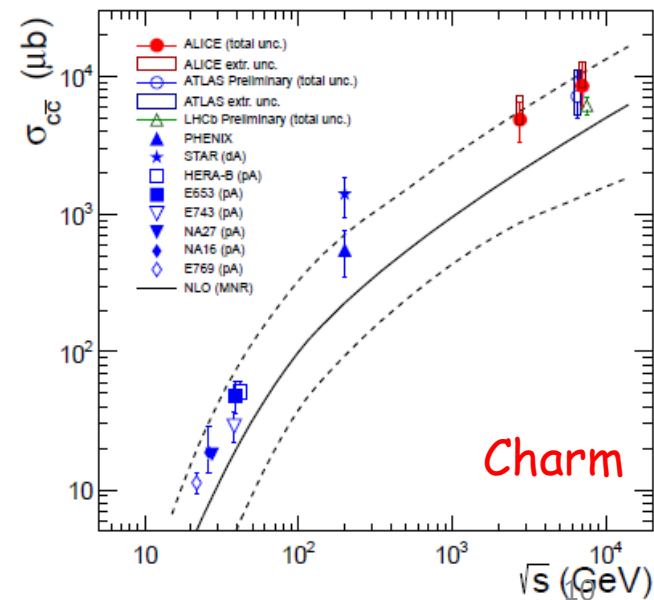 σcc̄ (μb)
ALICE (total unc.)
ALICE extr. unc.
ATLAS Preliminary (total unc.)
ATLAS extr. unc.
LHCb Preliminary (total unc.)
PHENIX
STAR (dA)
HERA-B (pA)
E653 (pA)
E743 (pA)
NA27 (pA)
NA16 (pA)
E769 (pA)
NLO (MNR)
10⁴
10³
10²
10
Charm
10 10² 10³ 10⁴
√s (GeV)
10